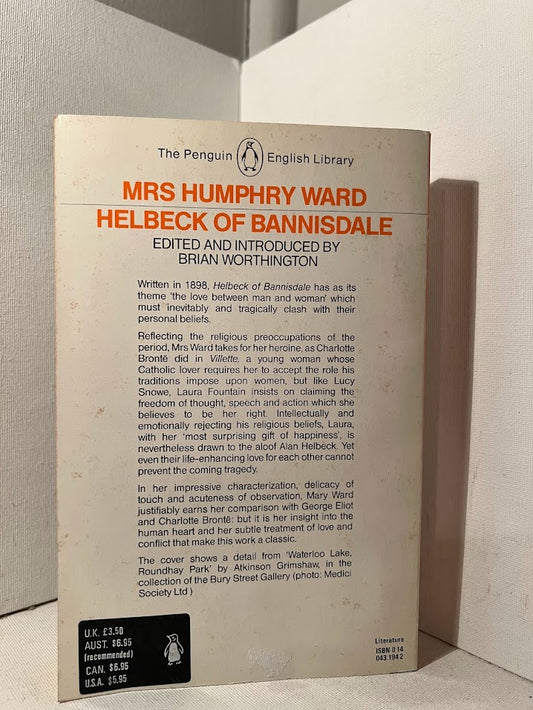 The Penguin English Library
MRS HUMPHRY WARD
HELBECK OF BANNISDALE
EDITED AND INTRODUCED BY
BRIAN WORTHINGTON
Written in 1898, Helbeck of Bannisdale has as its
theme 'the love between man and woman' which
must inevitably and tragically clash with their
personal beliefs.
Reflecting the religious preoccupations of the
period, Mrs Ward takes for her heroine, as Charlotte
Brontë did in Villette, a young woman whose
Catholic lover requires her to accept the role his
traditions impose upon women, but like Lucy
Snowe, Laura Fountain insists on claiming the
freedom of thought, speech and action which she
believes to be her right. Intellectually and
emotionally rejecting his religious beliefs, Laura,
with her 'most surprising gift of happiness', is
nevertheless drawn to the aloof Alan Helbeck. Yet
even their life-enhancing love for each other cannot
prevent the coming tragedy.
In her impressive characterization, delicacy of
touch and acuteness of observation, Mary Ward
justifiably earns her comparison with George Eliot
and Charlotte Brontë: but it is her insight into the
human heart and her subtle treatment of love and
conflict that make this work a classic.
The cover shows a detail from 'Waterloo Lake,
Roundhay Park' by Atkinson Grimshaw, in the
collection of the Bury Street Gallery (photo: Medici
Society Ltd)
U.K. £3.50
AUST. $6.95
(recommended)
CAN. $6.95
U.S.A. $5.95
Literature
ISBN 0 14
043.194 2